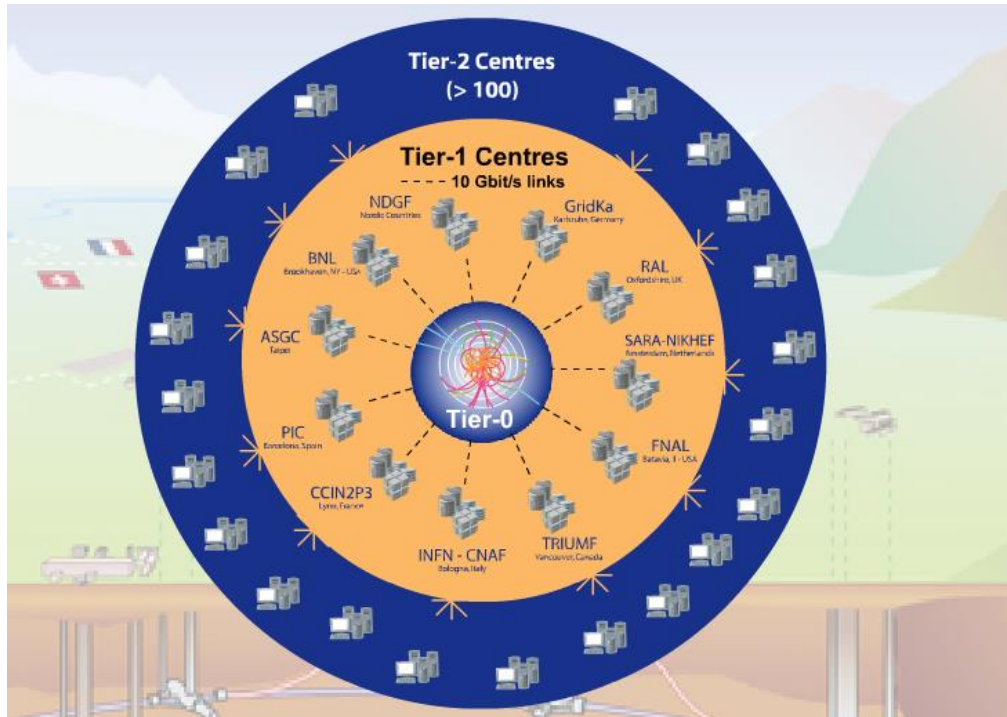 Tier-2 Centres
(> 100)
Tier-1 Centres
10 Gbit/s links
NDGF
Nordic Countries
GridKa
Karlsruhe, Germany
BNL
Brookhaven, NY - USA
RAL
Oxfordshire, UK
ASGC
Taipei
SARA-NIKHEF
Amsterdam, Netherlands
Tier-0
PIC
Barcelona, Spain
FNAL
Batavia, Il - USA
CCIN2P3
Lyon, France
INFN - CNAF
Bologna, Italy
TRIUMF
Vancouver, Canada